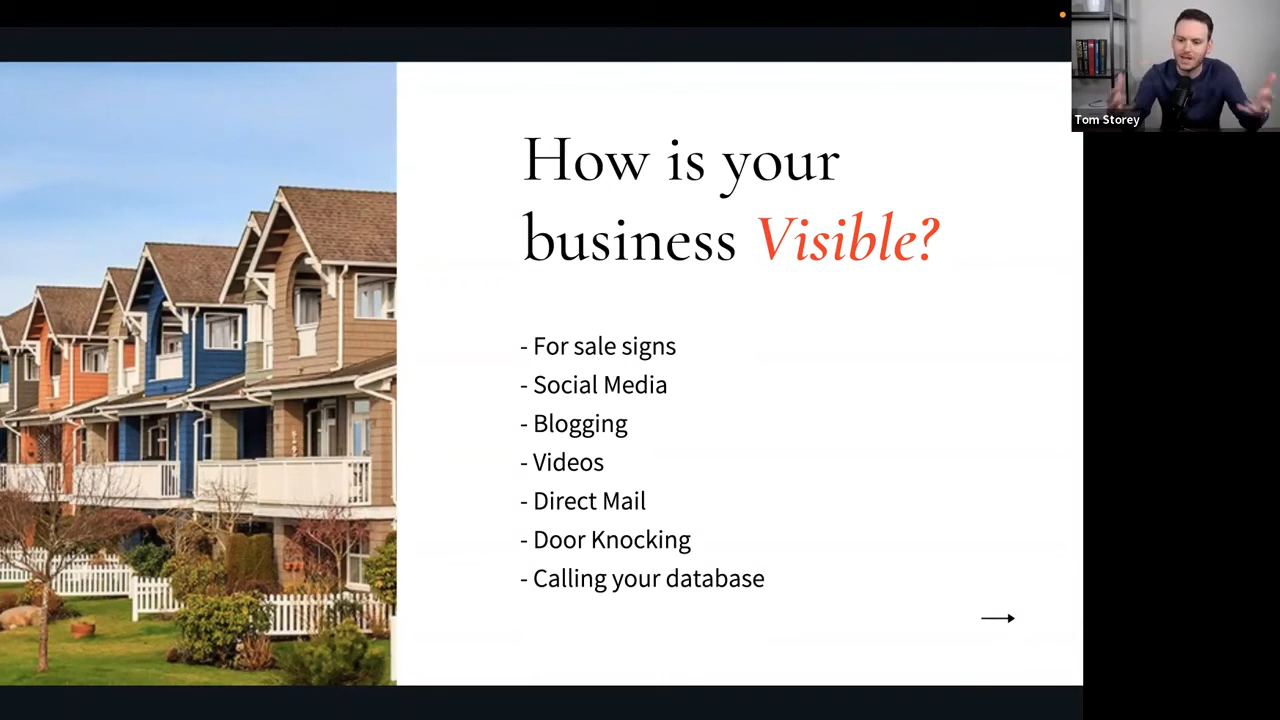 How is your
business Visible?
- For sale signs
- Social Media
- Blogging
- Videos
- Direct Mail
- Door Knocking
- Calling your database
Tom Storey